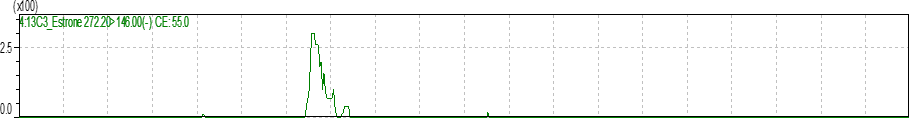 (x100)
4:13C3_Estrone 272.20>146.00(-) CE: 55.0
2.5
0.0